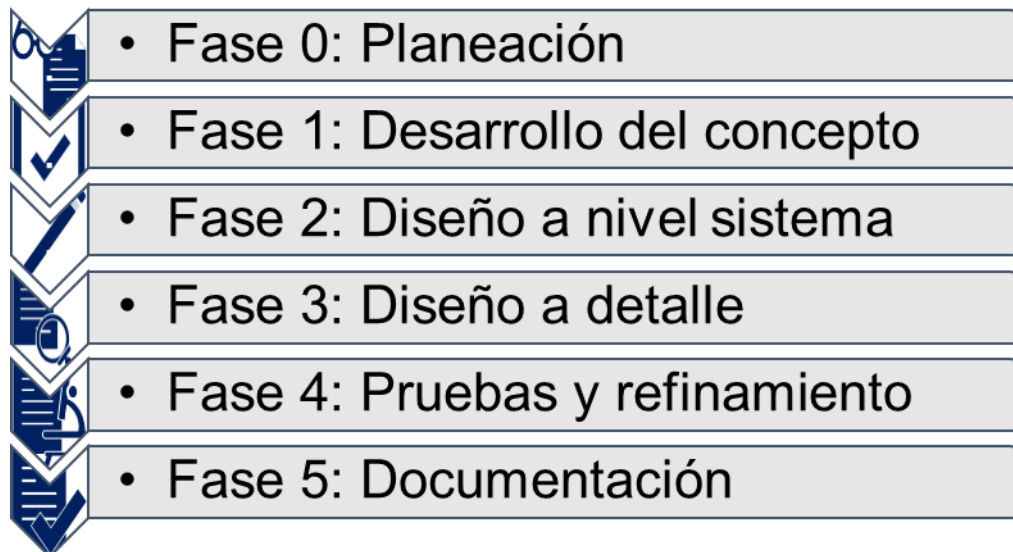 • Fase 0: Planeación
• Fase 1: Desarrollo del concepto
• Fase 2: Diseño a nivel sistema
• Fase 3: Diseño a detalle
• Fase 4: Pruebas y refinamiento
• Fase 5: Documentación